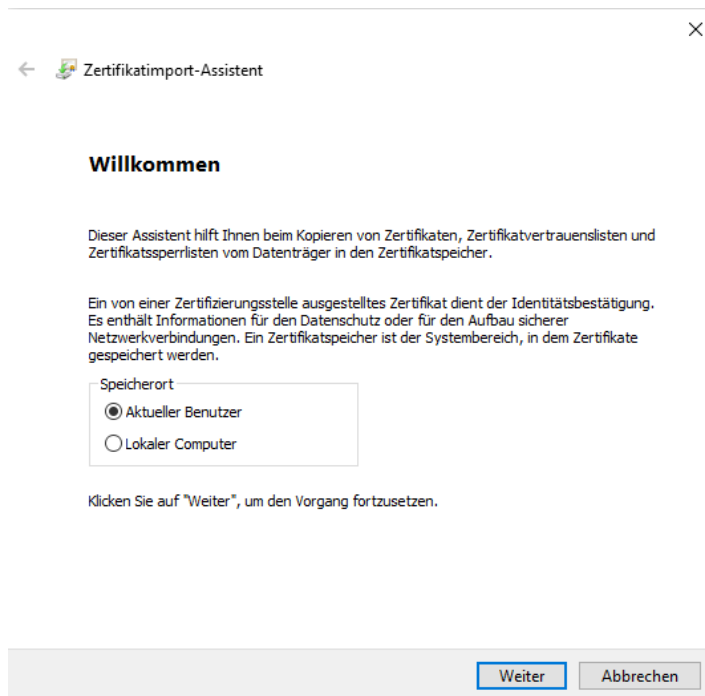 Zertifikatimport-Assistent
Willkommen
Dieser Assistent hilft Ihnen beim Kopieren von Zertifikaten, Zertifikatvertrauenslisten und
Zertifikatssperrlisten vom Datenträger in den Zertifikatspeicher.
Ein von einer Zertifizierungsstelle ausgestelltes Zertifikat dient der Identitätsbestätigung.
Es enthält Informationen für den Datenschutz oder für den Aufbau sicherer
Netzwerkverbindungen. Ein Zertifikatspeicher ist der Systembereich, in dem Zertifikate
gespeichert werden.
Speicherort
Aktueller Benutzer
Lokaler Computer
Klicken Sie auf "Weiter", um den Vorgang fortzusetzen.
Weiter
Abbrechen